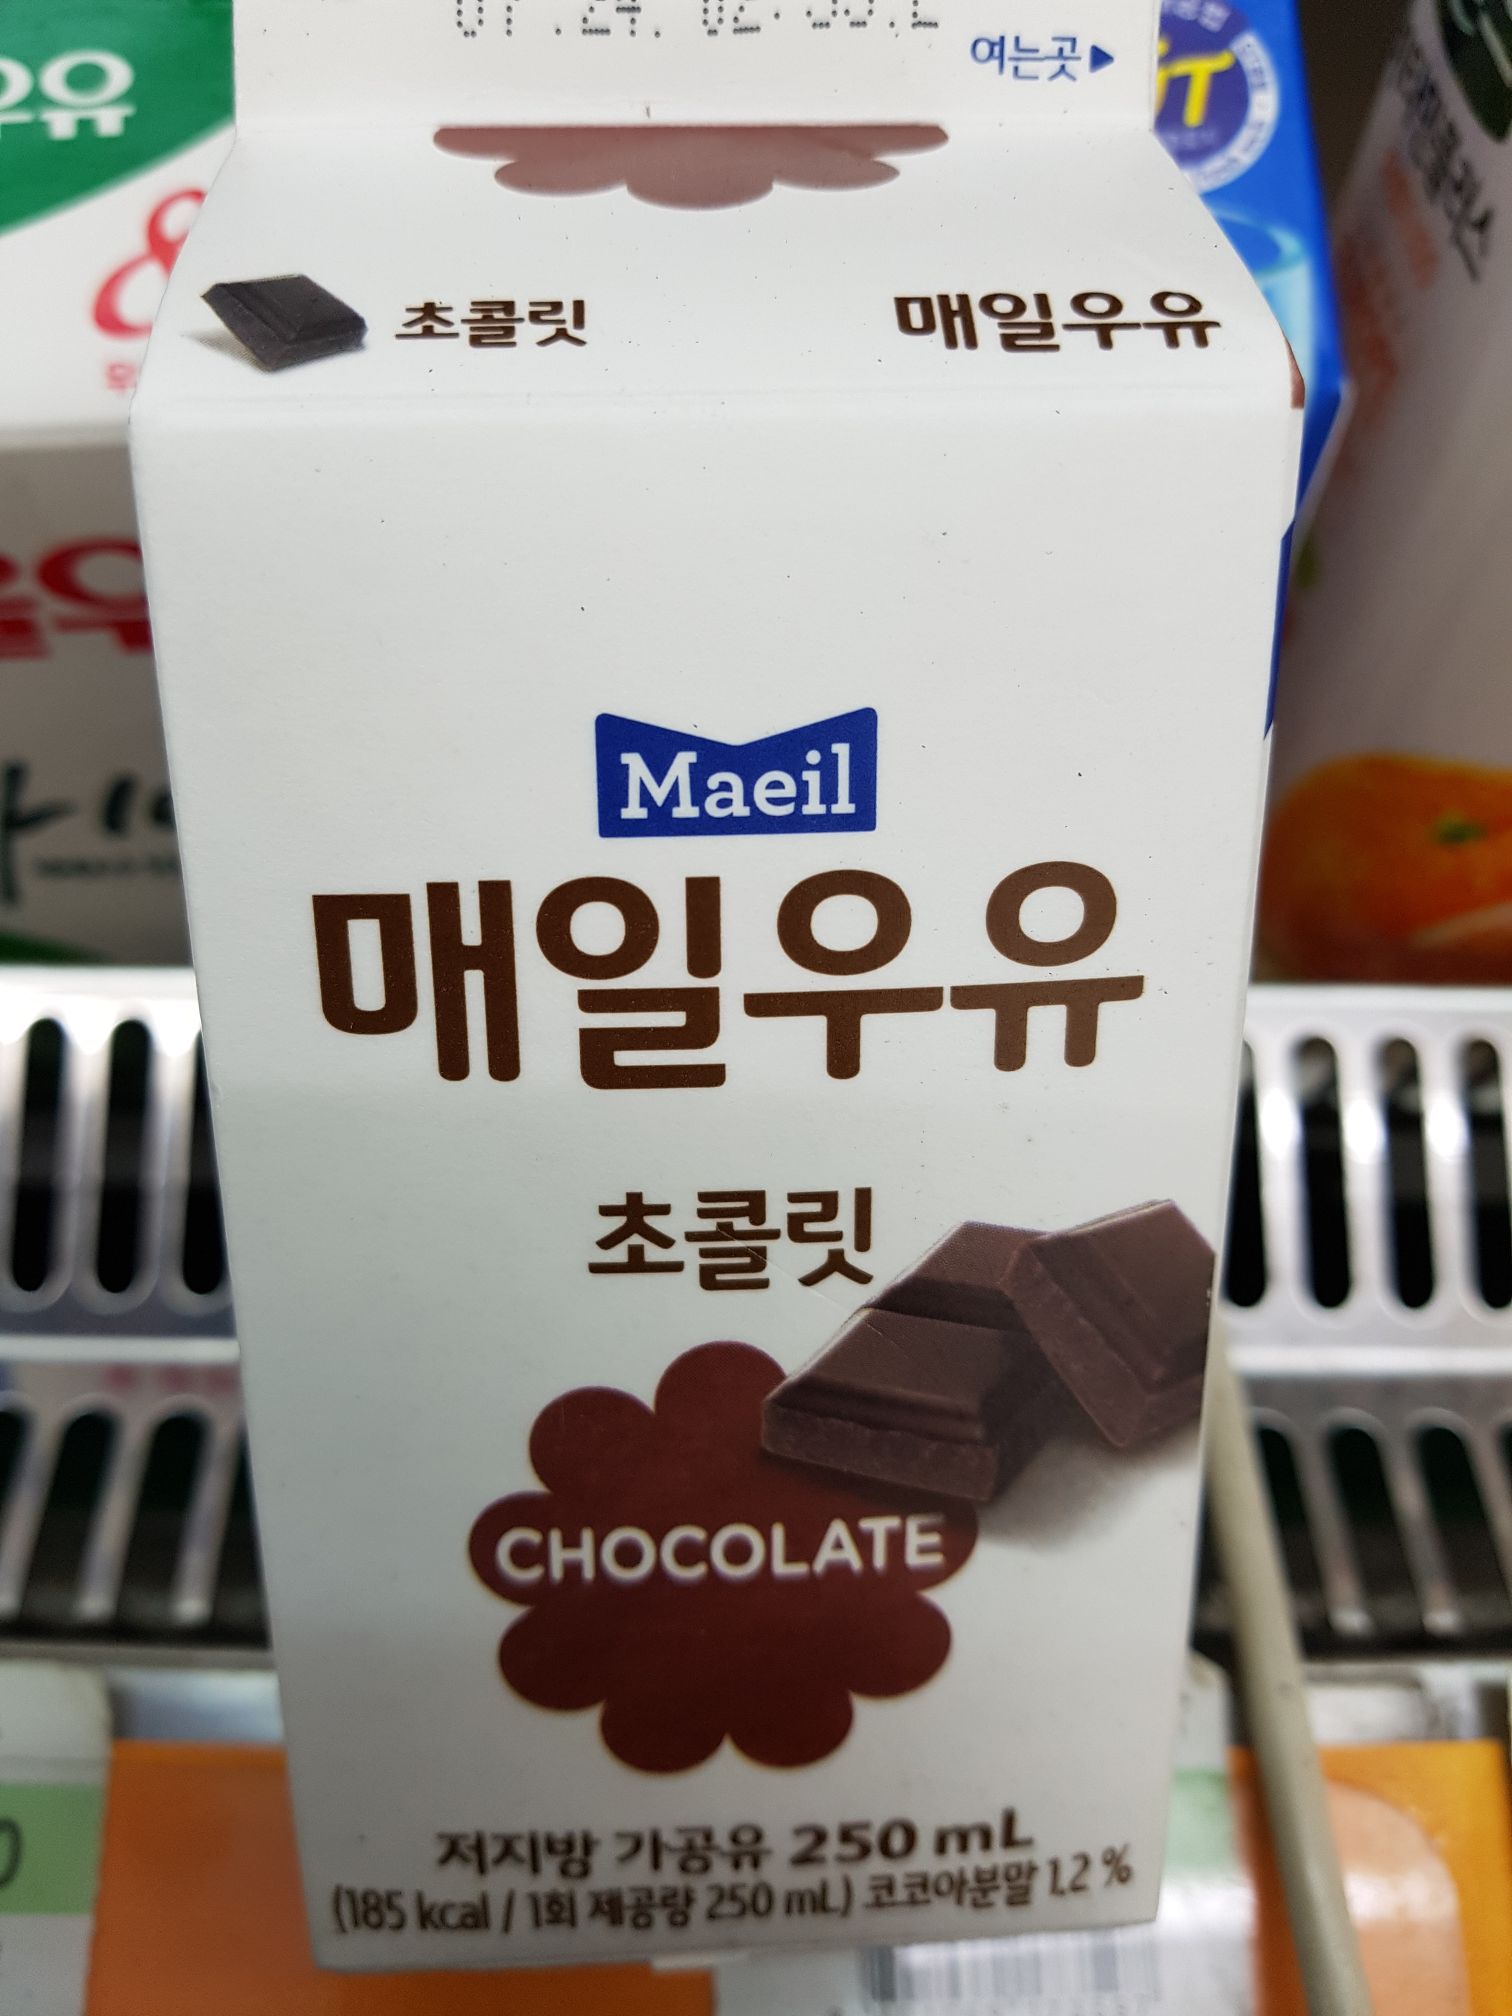 여는곳▶
초콜릿
매일우유
Maeil
매일우유
초콜릿
CHOCOLATE
저지방 가공유 250 mL
(185 kcal / 1회 제공량 250 mL) 코코아분말 1.2 %